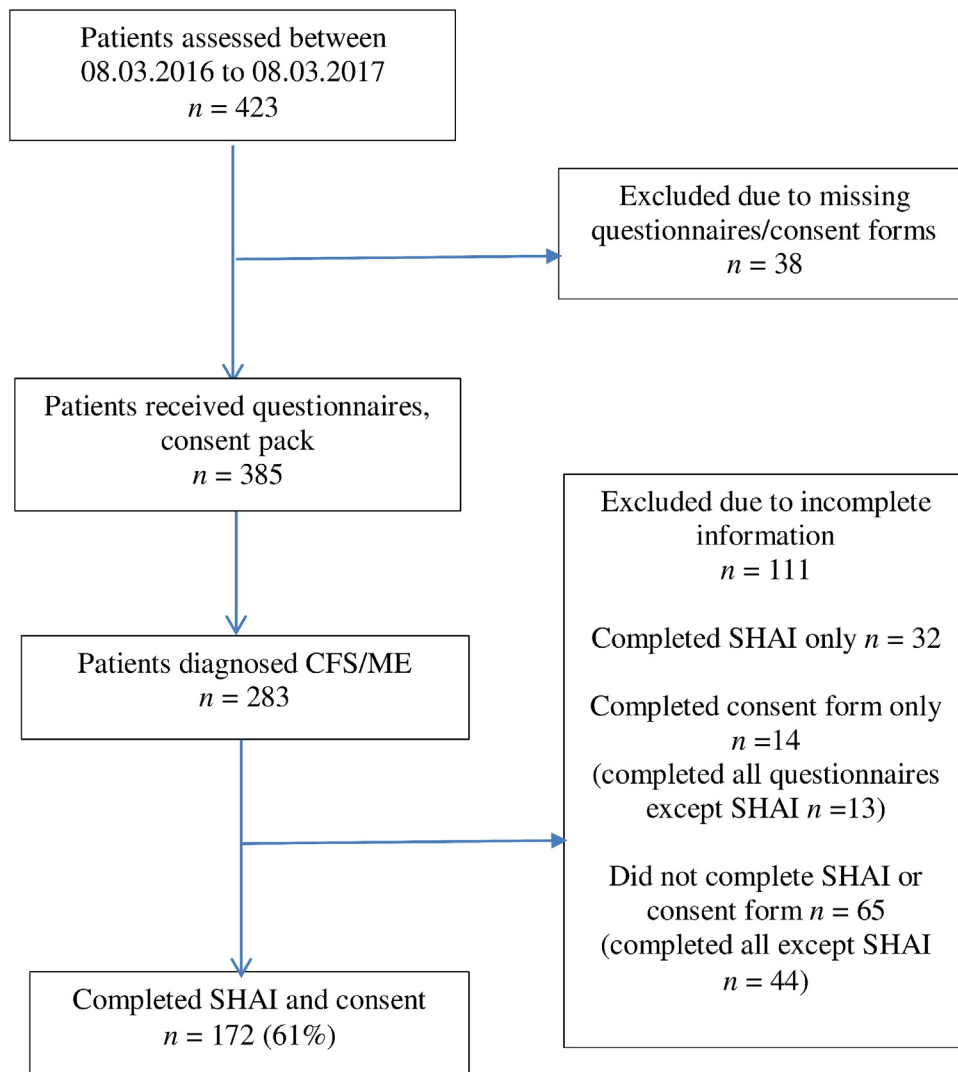 Patients assessed between
08.03.2016 to 08.03.2017
n = 423
Excluded due to missing
questionnaires/consent forms
n = 38
Patients received questionnaires,
consent pack
n = 385
Excluded due to incomplete
information
n = 111
Completed SHAI only n = 32
Completed consent form only
n =14
(completed all questionnaires
except SHAI n =13)
Did not complete SHAI or
consent form n = 65
(completed all except SHAI
n = 44)
Patients diagnosed CFS/ME
n = 283
Completed SHAI and consent
n = 172 (61%)